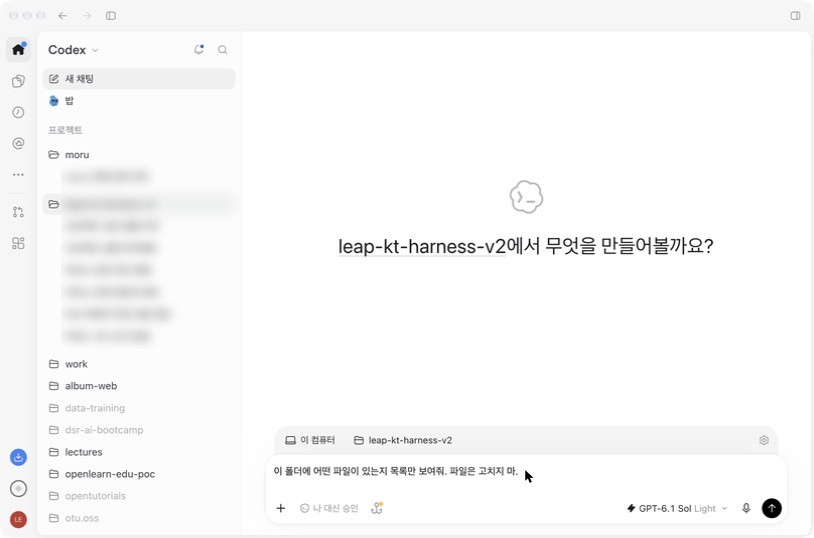 Codex
새 채팅
밥
프로젝트
moru
work
album-web
data-training
dsr-ai-bootcamp
lectures
openlearn-edu-poc
opentutorials
otu.oss
LE
leap-kt-harness-v2에서 무엇을 만들어볼까요?
이 컴퓨터 leap-kt-harness-v2
이 폴더에 어떤 파일이 있는지 목록만 보여줘. 파일은 고치지 마.
나 대신 승인 GPT-6.1 Sol Light